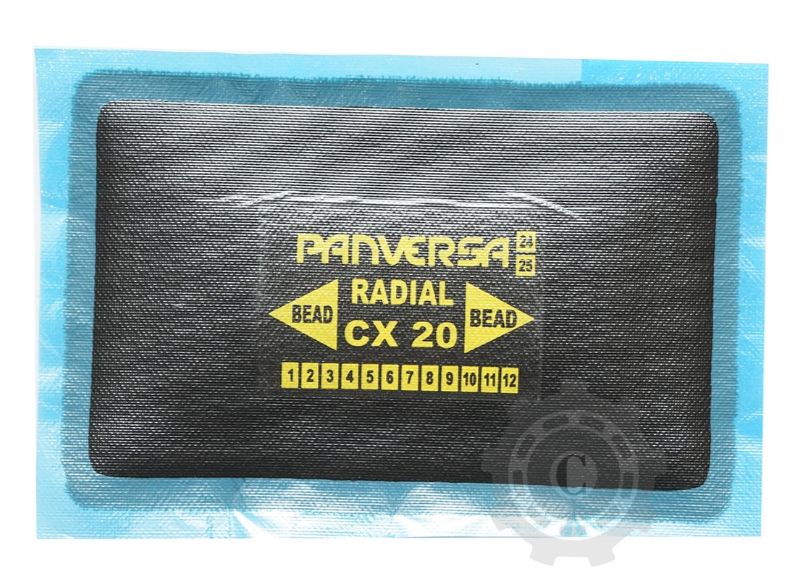 PANVERSA 24
25
RADIAL
BEAD CX 20 BEAD
1 2 3 4 5 6 7 8 9 10 11 12
C